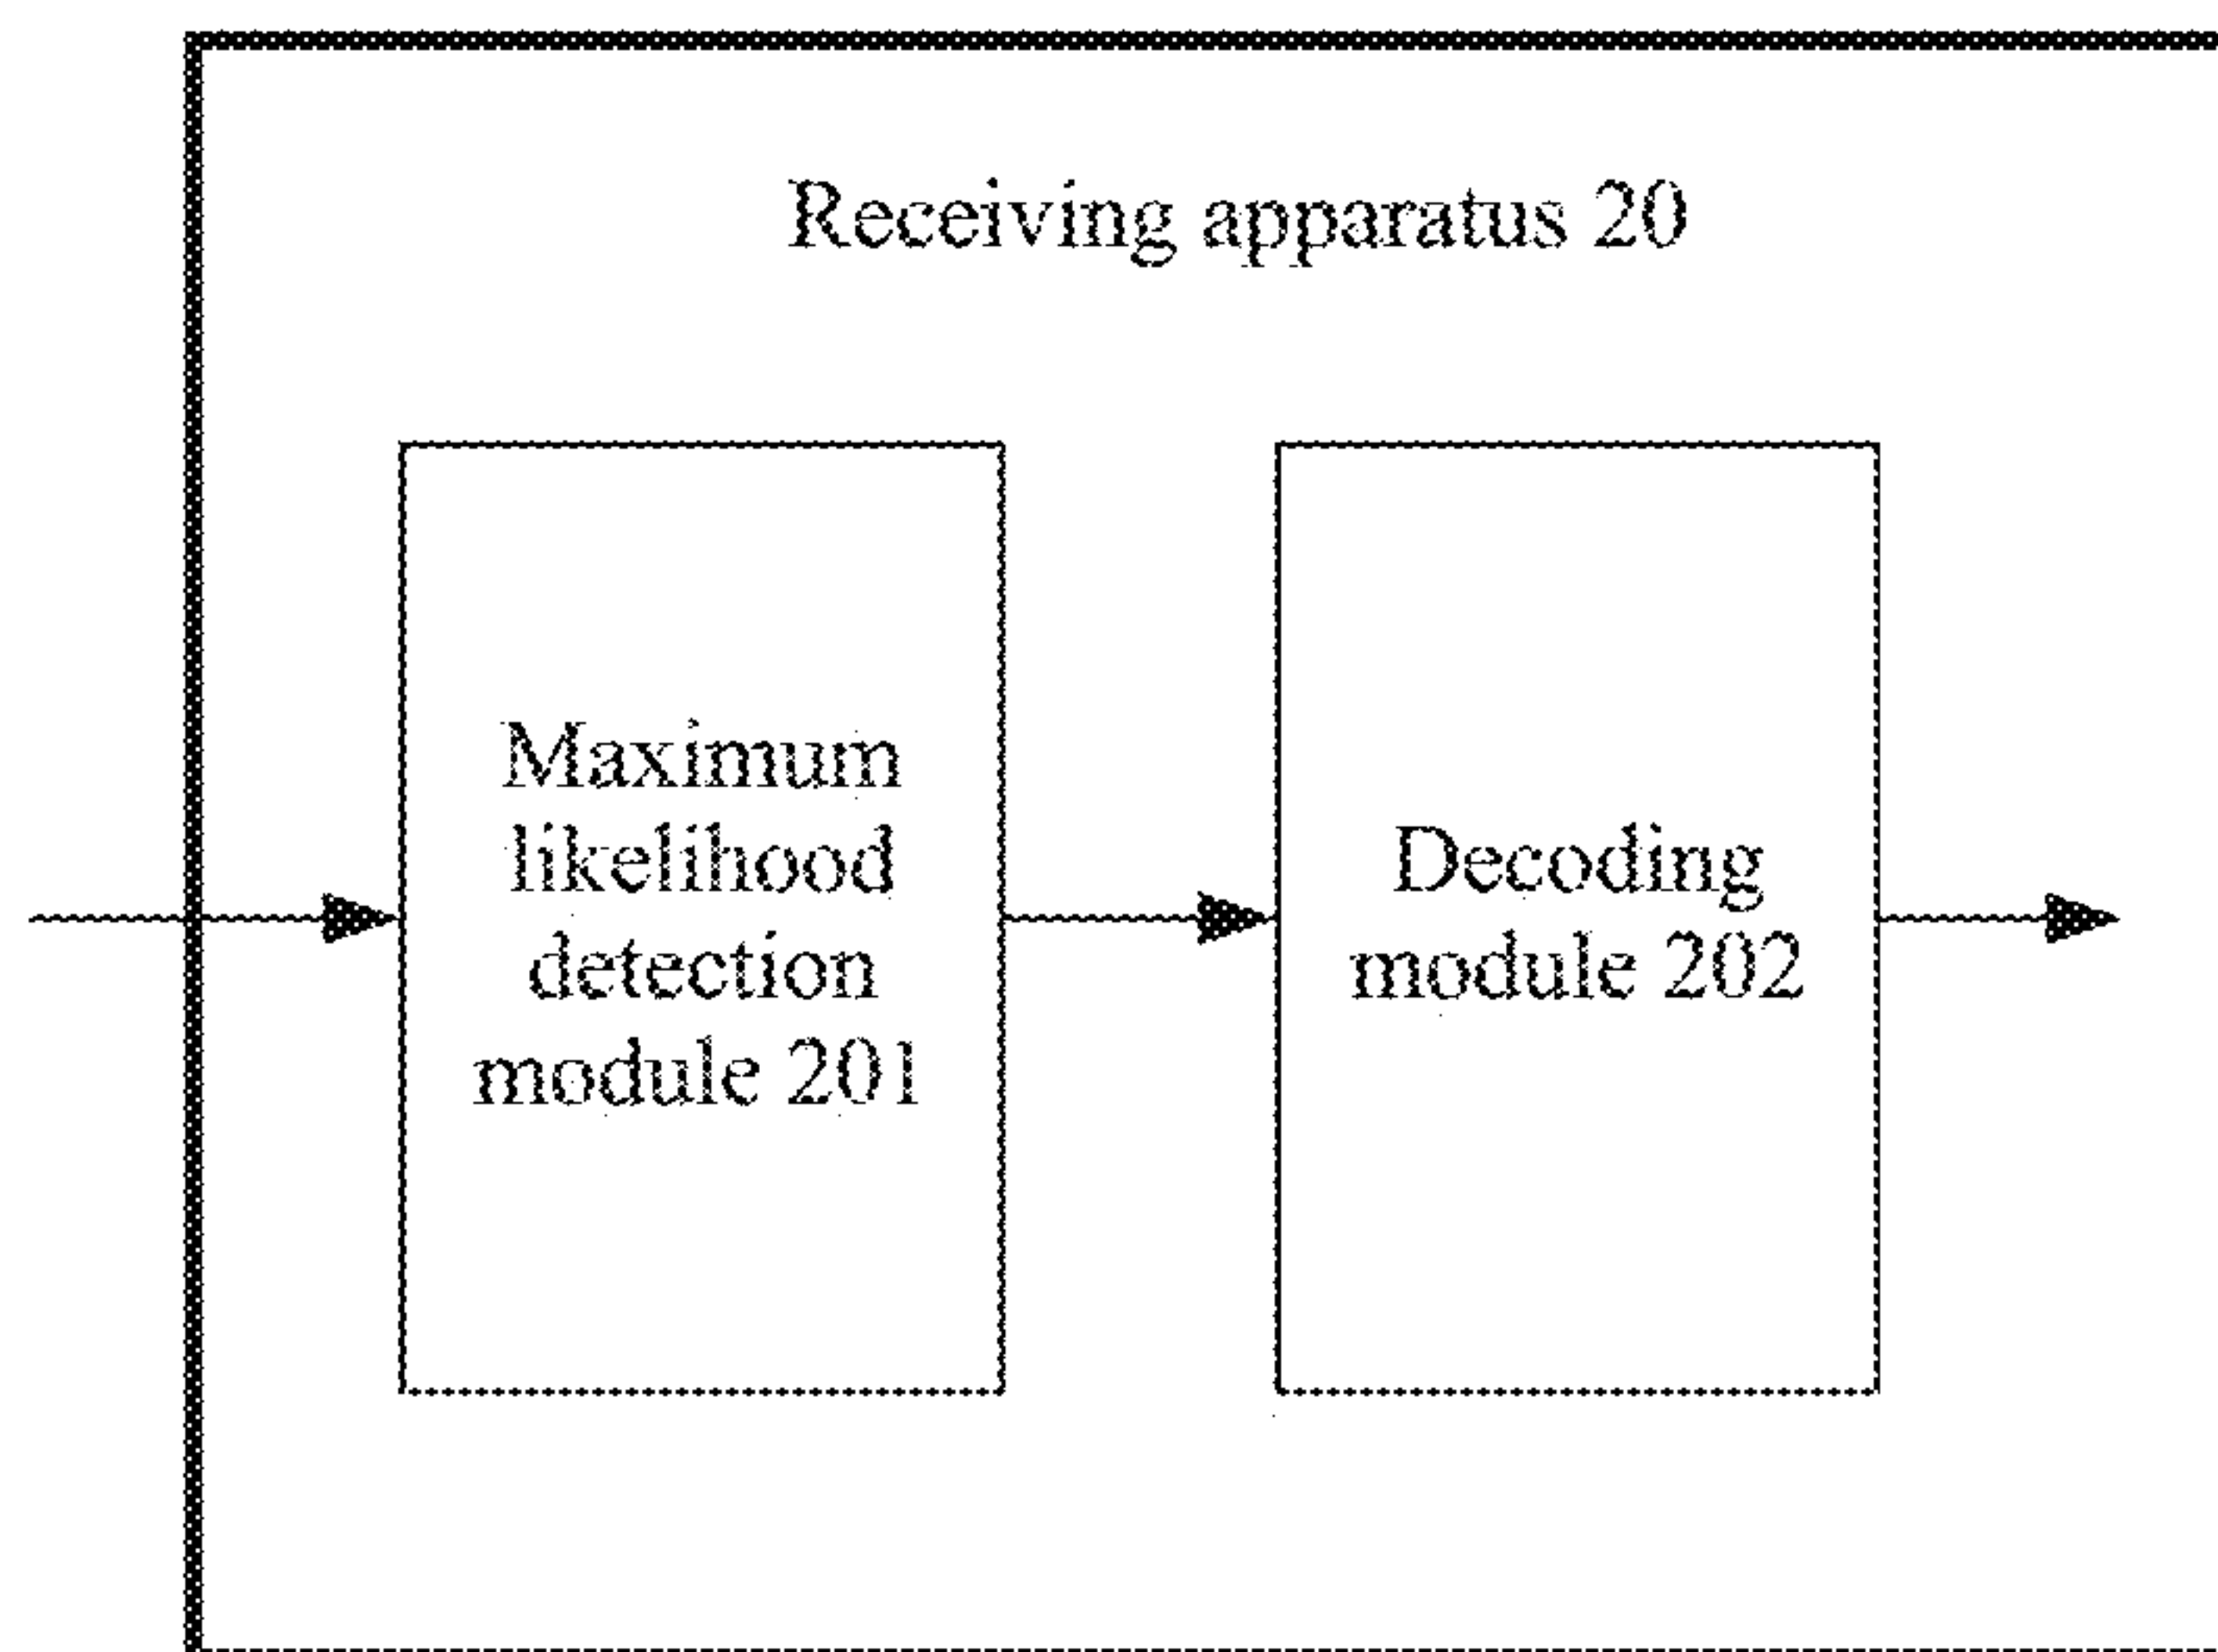 Receiving apparatus 20
Maximum
likelihood
detection
module 201
Decoding
module 202